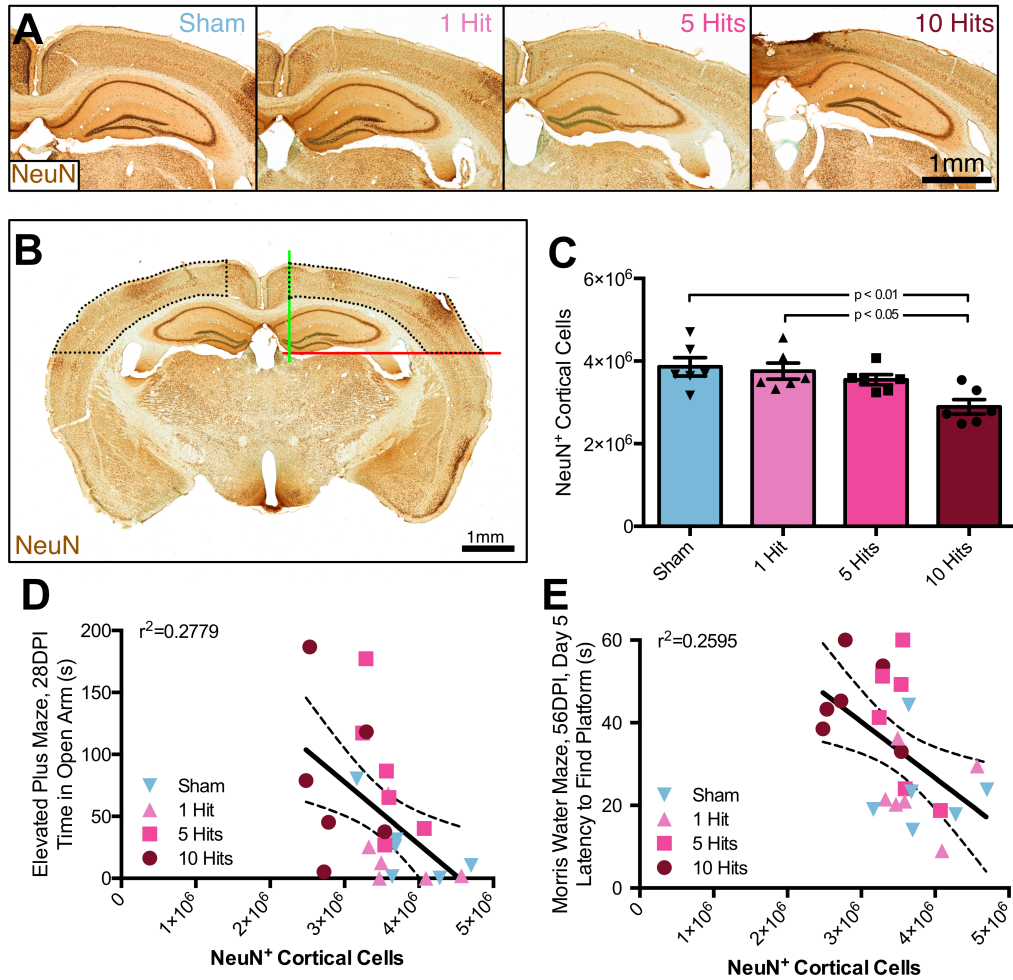 A
Sham
1 Hit
5 Hits
10 Hits
NeuN
1mm
B
NeuN
1mm
C
NeuN⁺ Cortical Cells
6×10⁶
4×10⁶
2×10⁶
0
p < 0.01
p < 0.05
Sham
1 Hit
5 Hits
10 Hits
D
r²=0.2779
Elevated Plus Maze, 28DPI
Time in Open Arm (s)
200
150
100
50
0
Sham
1 Hit
5 Hits
10 Hits
0
1×10⁶
2×10⁶
3×10⁶
4×10⁶
5×10⁶
NeuN⁺ Cortical Cells
E
r²=0.2595
Morris Water Maze, 56DPI, Day 5
Latency to Find Platform (s)
60
40
20
0
Sham
1 Hit
5 Hits
10 Hits
0
1×10⁶
2×10⁶
3×10⁶
4×10⁶
5×10⁶
NeuN⁺ Cortical Cells